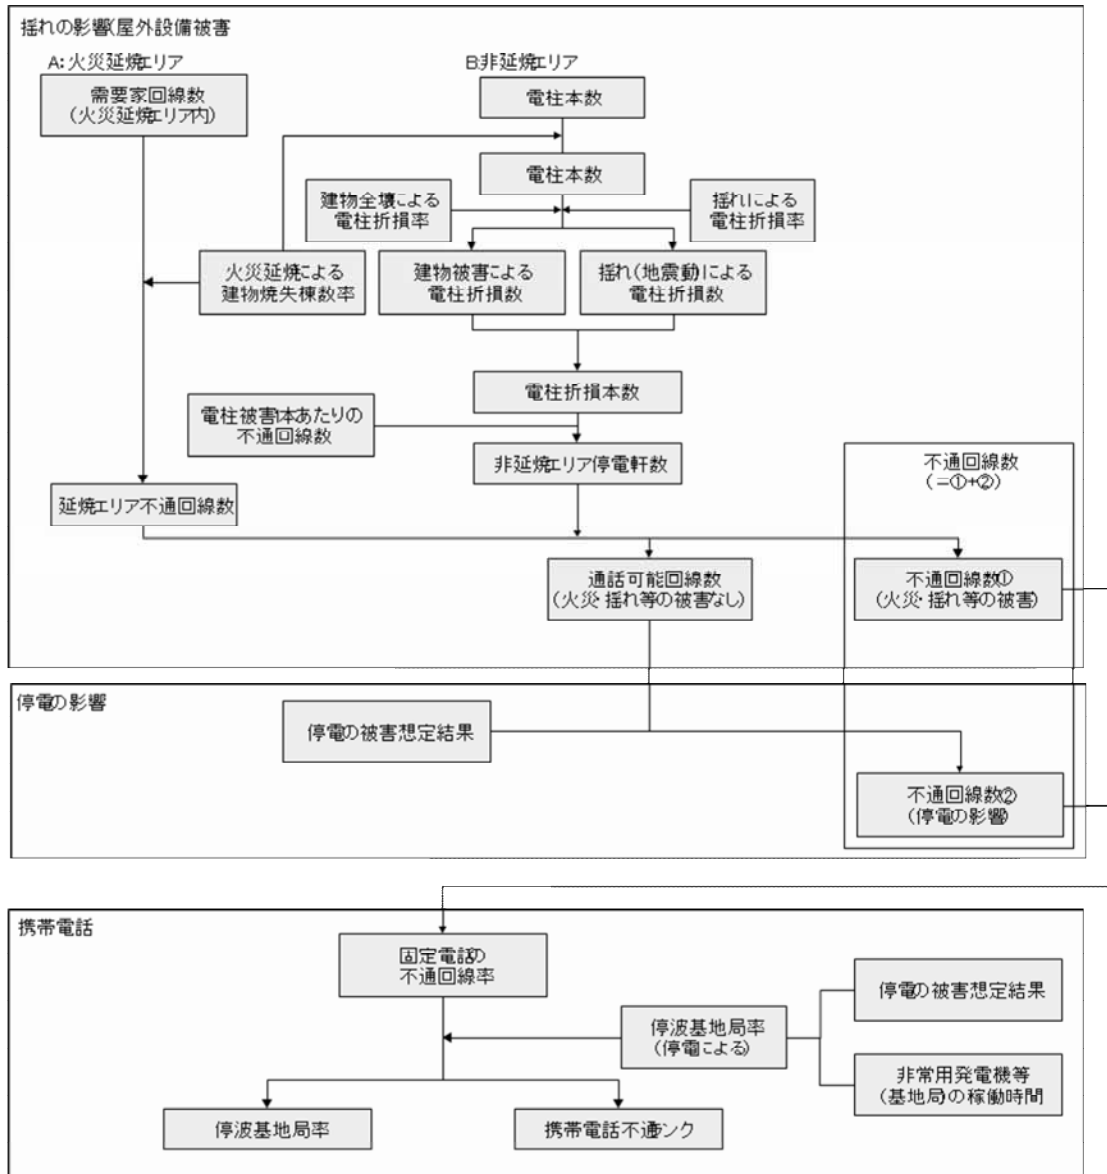 揺れの影響(屋外設備被害
A:火災延焼エリア
B:非延焼エリア
需要家回線数
(火災延焼エリア内)
電柱本数
電柱本数
建物全壊による
電柱折損率
揺れによる
電柱折損率
火災延焼による
建物焼失棟数率
建物被害による
電柱折損数
揺れ(地震動)による
電柱折損数
電柱折損本数
電柱被害1本あたりの
不通回線数
非延焼エリア停電軒数
不通回線数
(=①+②)
延焼エリア不通回線数
通話可能回線数
(火災・揺れ等の被害なし)
不通回線数①
(火災・揺れ等の被害)
停電の影響
停電の被害想定結果
不通回線数②
(停電の影響)
携帯電話
固定電話の
不通回線率
停電の被害想定結果
停波基地局率
(停電による)
非常用発電機等
(基地局)の稼働時間
停波基地局率
携帯電話不通ンク